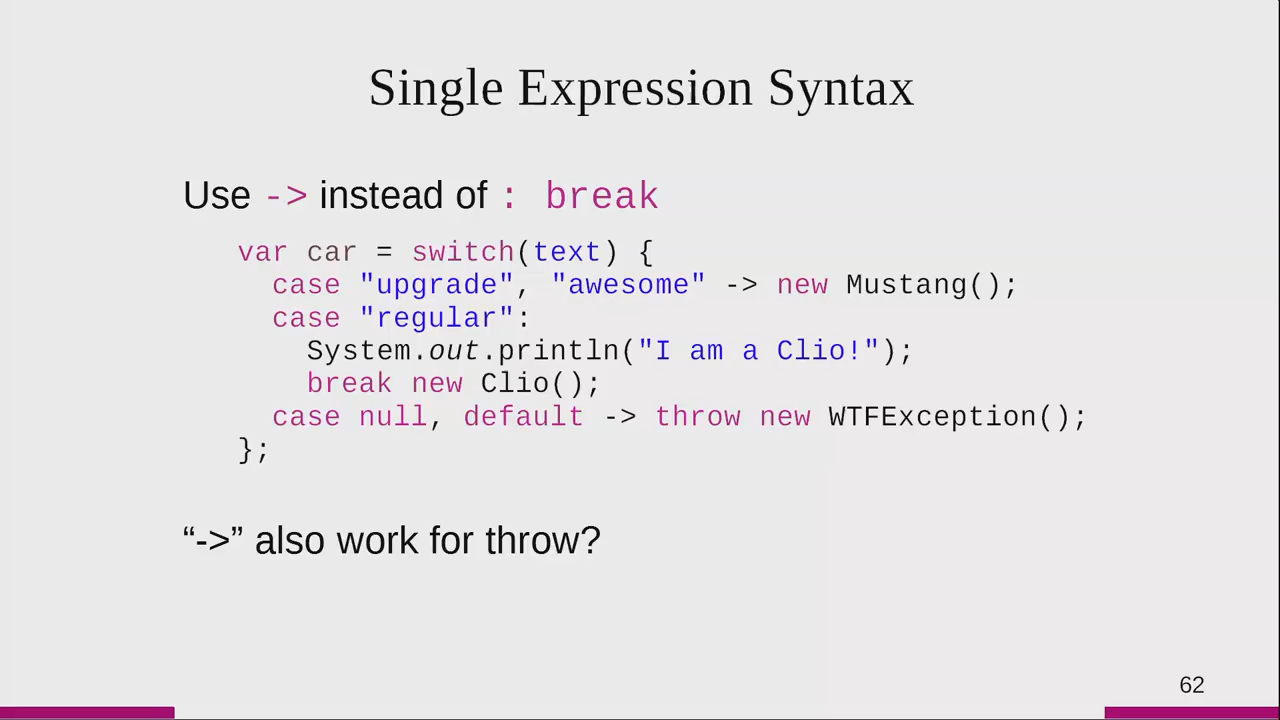 Single Expression Syntax
Use -> instead of : break
var car = switch(text) {
  case "upgrade", "awesome" -> new Mustang();
  case "regular":
    System.out.println("I am a Clio!");
    break new Clio();
  case null, default -> throw new WTFException();
};
“->” also work for throw?
62